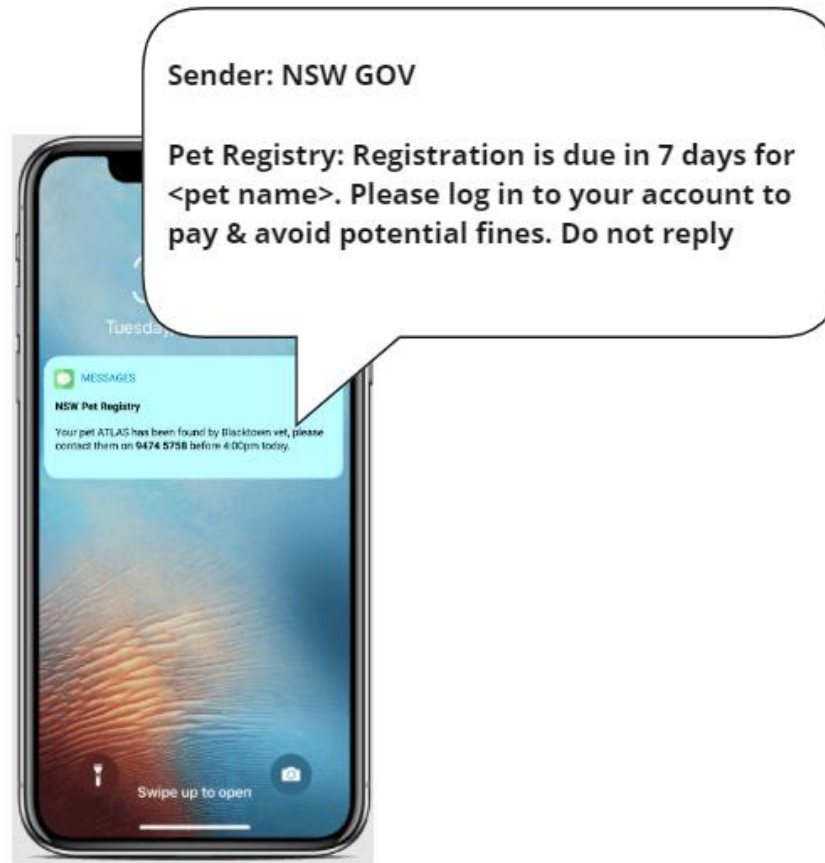 Sender: NSW GOV
Pet Registry: Registration is due in 7 days for
<pet name>. Please log in to your account to
pay & avoid potential fines. Do not reply
Tuesday,
MESSAGES
NSW Pet Registry
Your pet ATLAS has been found by Blacktown vet, please
contact them on 9474 5758 before 4:00pm today.
Swipe up to open